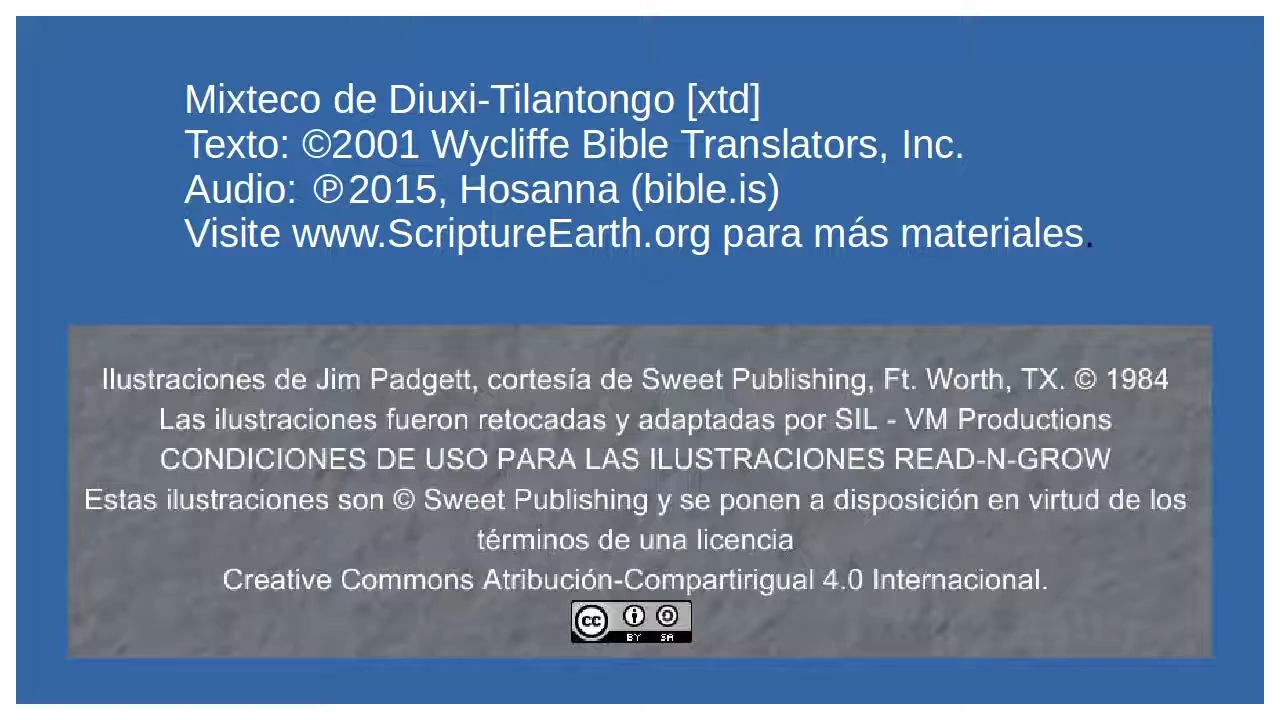 Mixteco de Diuxi-Tilantongo [xtd]
Texto: ©2001 Wycliffe Bible Translators, Inc.
Audio: ℗2015, Hosanna (bible.is)
Visite www.ScriptureEarth.org para más materiales.
Ilustraciones de Jim Padgett, cortesía de Sweet Publishing, Ft. Worth, TX. © 1984
Las ilustraciones fueron retocadas y adaptadas por SIL - VM Productions
CONDICIONES DE USO PARA LAS ILUSTRACIONES READ-N-GROW
Estas ilustraciones son © Sweet Publishing y se ponen a disposición en virtud de los
términos de una licencia
Creative Commons Atribución-Compartirigual 4.0 Internacional.
cc BY SA